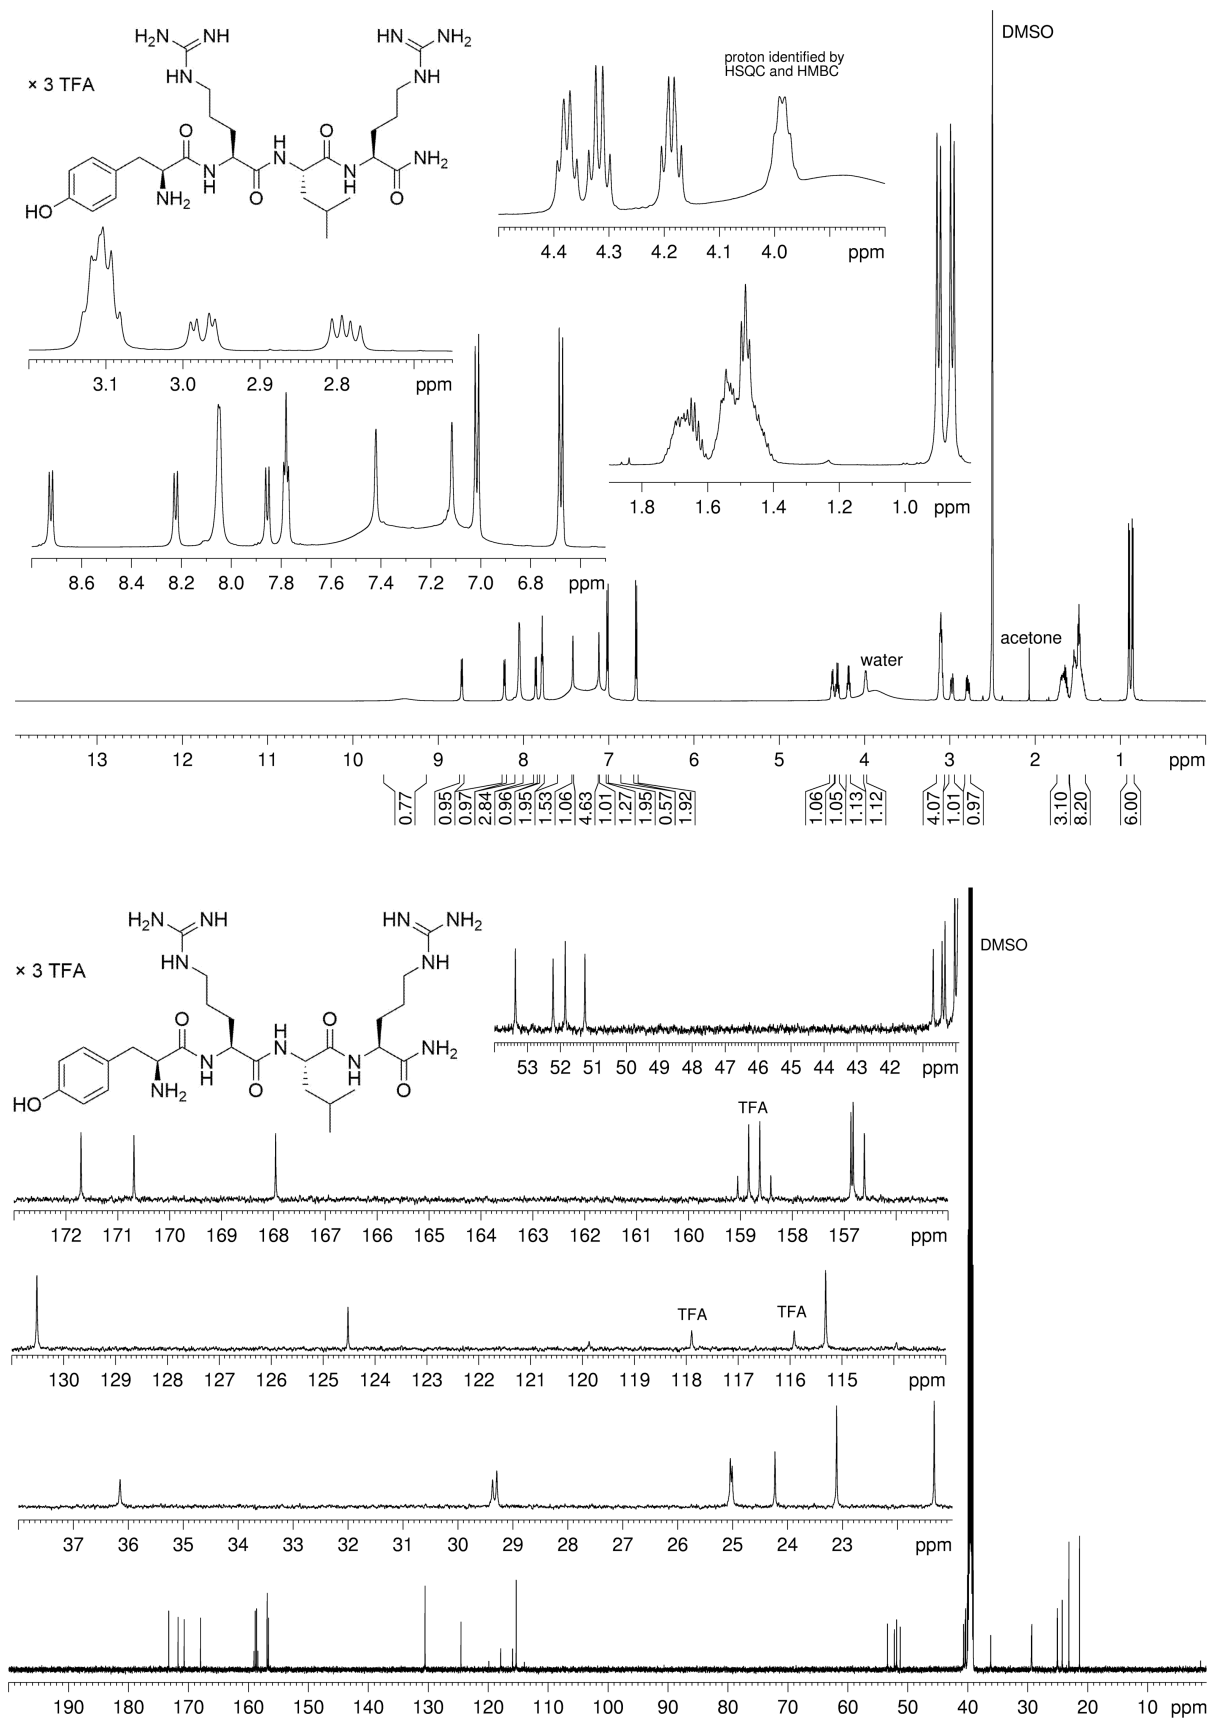 H₂N NH HN NH₂
× 3 TFA
HN NH
O H O
N NH₂
N N
H O H O
NH₂
HO
proton identified by
HSQC and HMBC
DMSO
4.4 4.3 4.2 4.1 4.0 ppm
3.1 3.0 2.9 2.8 ppm
1.8 1.6 1.4 1.2 1.0 ppm
8.6 8.4 8.2 8.0 7.8 7.6 7.4 7.2 7.0 6.8 ppm
acetone
water
13 12 11 10 9 8 7 6 5 4 3 2 1 ppm
0.77 0.95 0.97 2.84 0.96 1.95 1.53 1.06 4.63 1.01 1.27 1.95 0.57 1.92 1.06 1.05 1.13 1.12 4.07 1.01 0.97 3.10 8.20 6.00
H₂N NH HN NH₂
× 3 TFA
HN NH
O H O
N NH₂
N N
H O H O
NH₂
HO
DMSO
53 52 51 50 49 48 47 46 45 44 43 42 ppm
TFA
172 171 170 169 168 167 166 165 164 163 162 161 160 159 158 157 ppm
TFA TFA
130 129 128 127 126 125 124 123 122 121 120 119 118 117 116 115 ppm
37 36 35 34 33 32 31 30 29 28 27 26 25 24 23 ppm
190 180 170 160 150 140 130 120 110 100 90 80 70 60 50 40 30 20 10 ppm